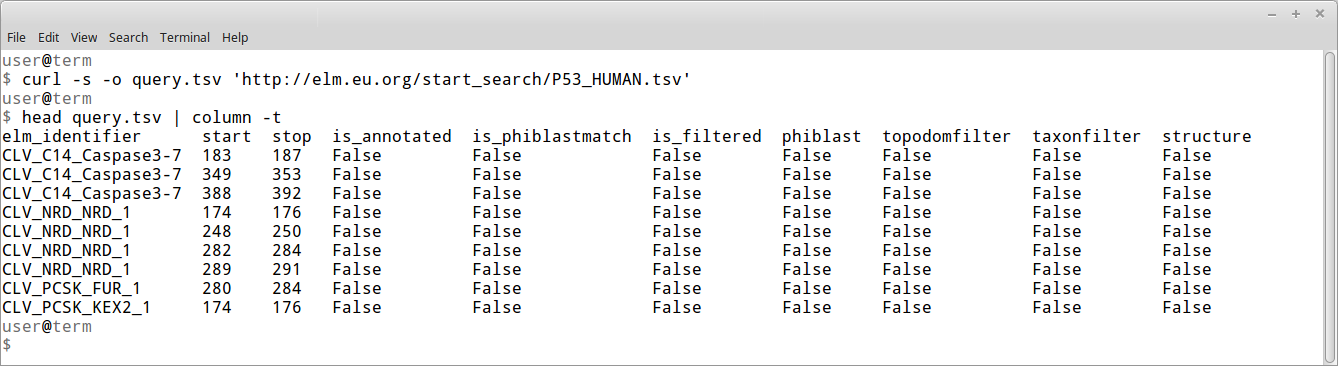 File Edit View Search Terminal Help
user@term
$ curl -s -o query.tsv 'http://elm.eu.org/start_search/P53_HUMAN.tsv'
user@term
$ head query.tsv | column -t
elm_identifier start stop is_annotated is_phiblastmatch is_filtered phiblast topodomfilter taxonfilter structure
CLV_C14_Caspase3-7 183 187 False False False False False False False
CLV_C14_Caspase3-7 349 353 False False False False False False False
CLV_C14_Caspase3-7 388 392 False False False False False False False
CLV_NRD_NRD_1 174 176 False False False False False False False
CLV_NRD_NRD_1 248 250 False False False False False False False
CLV_NRD_NRD_1 282 284 False False False False False False False
CLV_NRD_NRD_1 289 291 False False False False False False False
CLV_PCSK_FUR_1 280 284 False False False False False False False
CLV_PCSK_KEX2_1 174 176 False False False False False False False
user@term
$